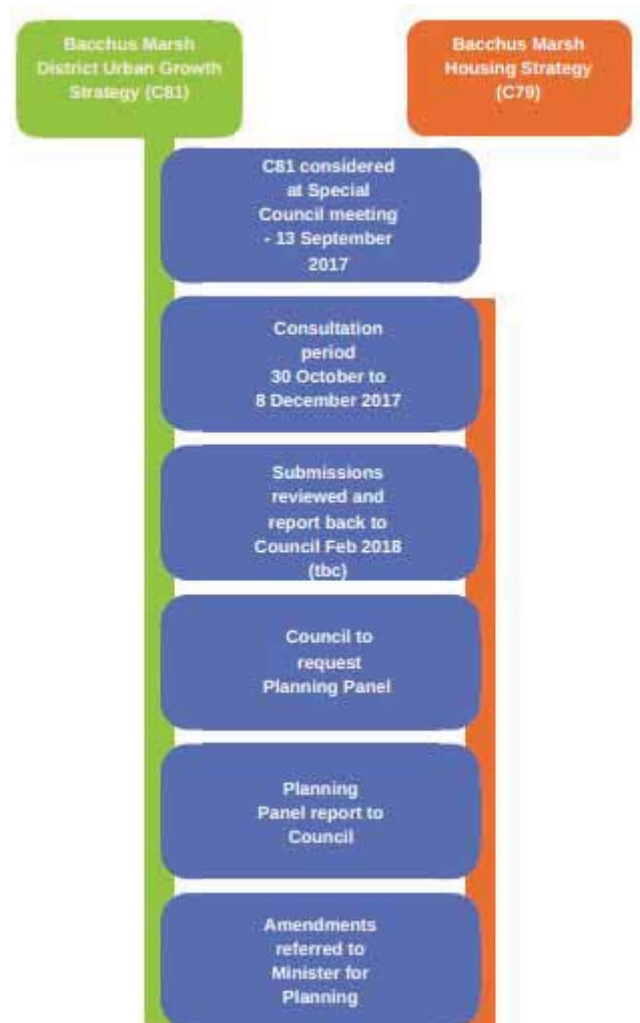 Bacchus Marsh
District Urban Growth
Strategy (C81)
Bacchus Marsh
Housing Strategy
(C79)
C81 considered
at Special
Council meeting
- 13 September
2017
Consultation
period
30 October to
8 December 2017
Submissions
reviewed and
report back to
Council Feb 2018
(tbc)
Council to
request
Planning Panel
Planning
Panel report to
Council
Amendments
referred to
Minister for
Planning